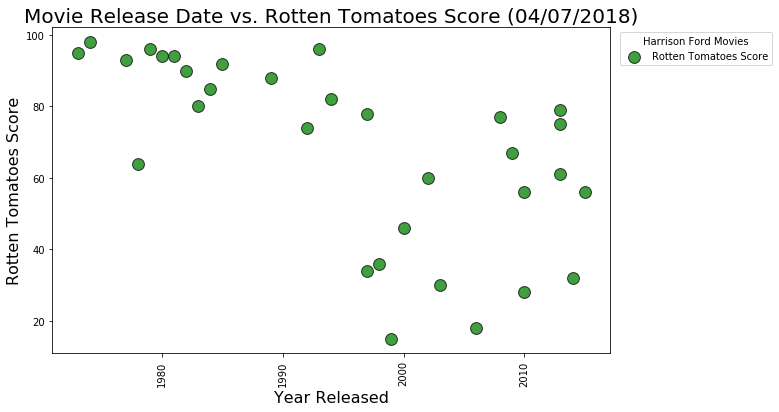 Movie Release Date vs. Rotten Tomatoes Score (04/07/2018)
Harrison Ford Movies
Rotten Tomatoes Score
Rotten Tomatoes Score
100
80
60
40
20
1980
1990
2000
2010
Year Released